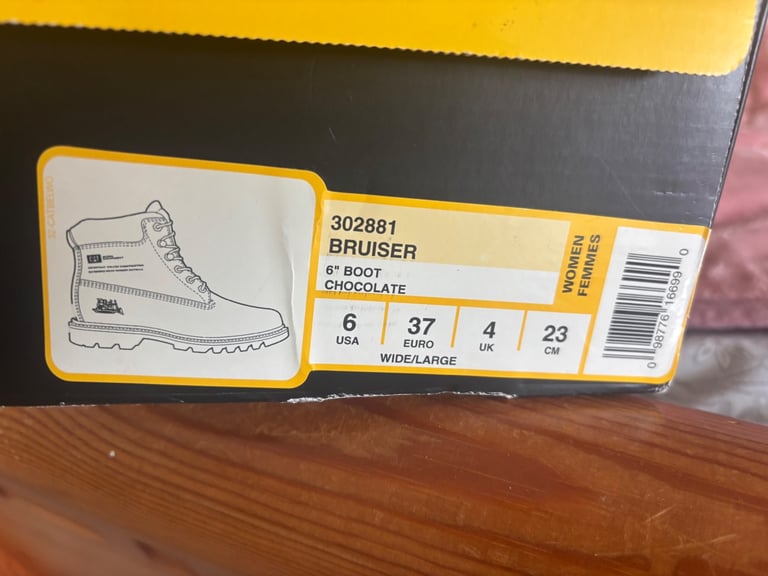 302881
BRUISER
6" BOOT
CHOCOLATE
WOMEN
FEMMES
6
USA
37
EURO
4
UK
23
CM
WIDE/LARGE
0 98776 16699 0